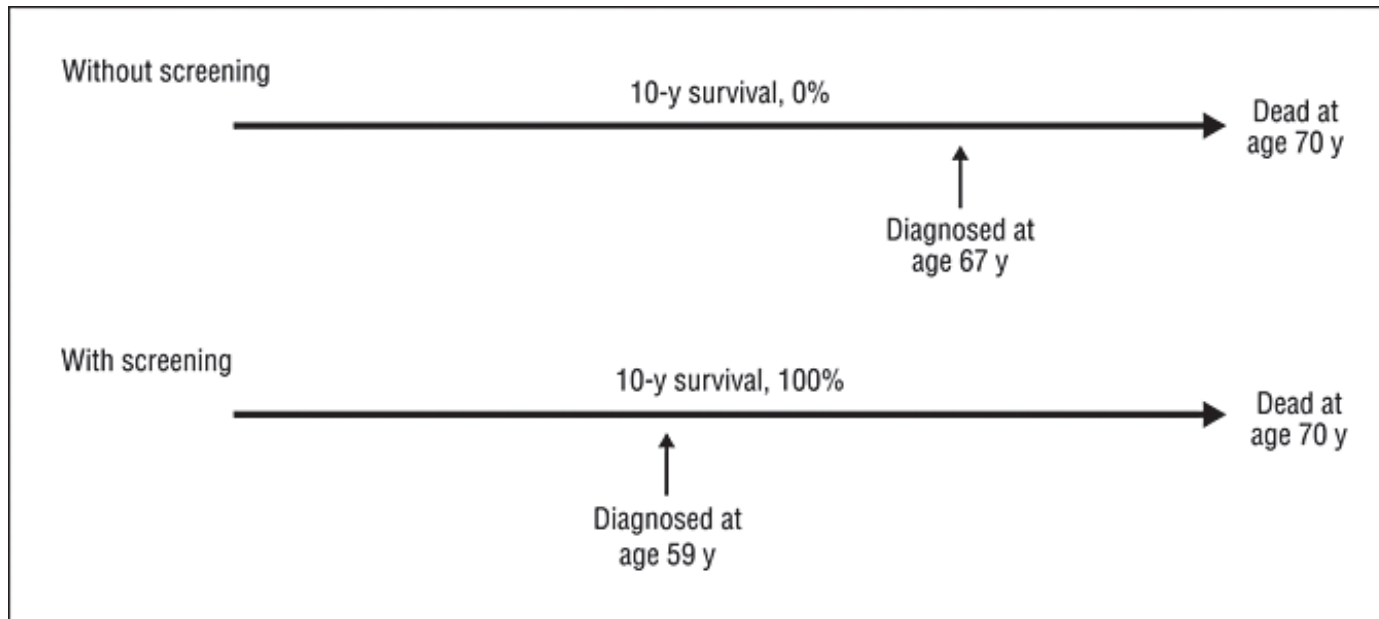 Without screening
10-y survival, 0%
Dead at
age 70 y
Diagnosed at
age 67 y
With screening
10-y survival, 100%
Dead at
age 70 y
Diagnosed at
age 59 y